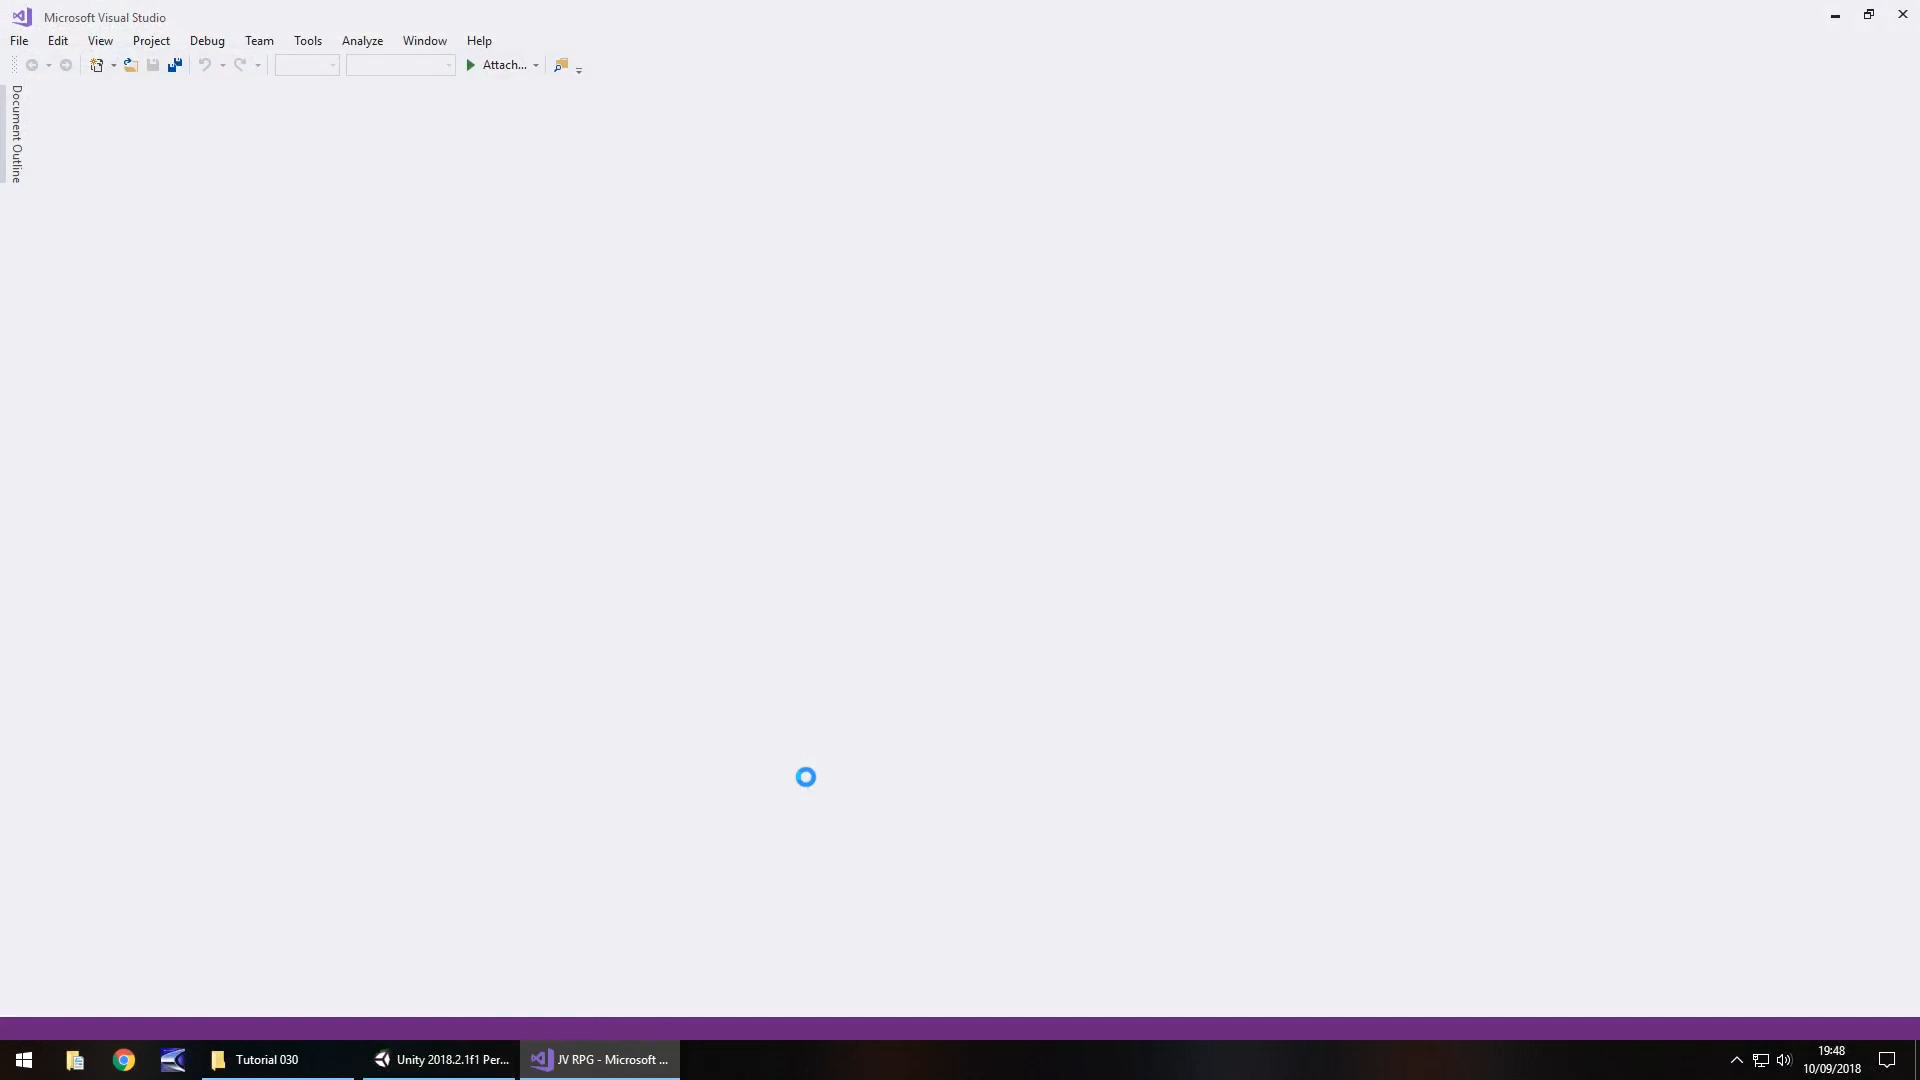 Microsoft Visual Studio
File Edit View Project Debug Team Tools Analyze Window Help
Attach...
Document Outline
Tutorial 030
Unity 2018.2.1f1 Per...
JV RPG - Microsoft ...
19:48
10/09/2018